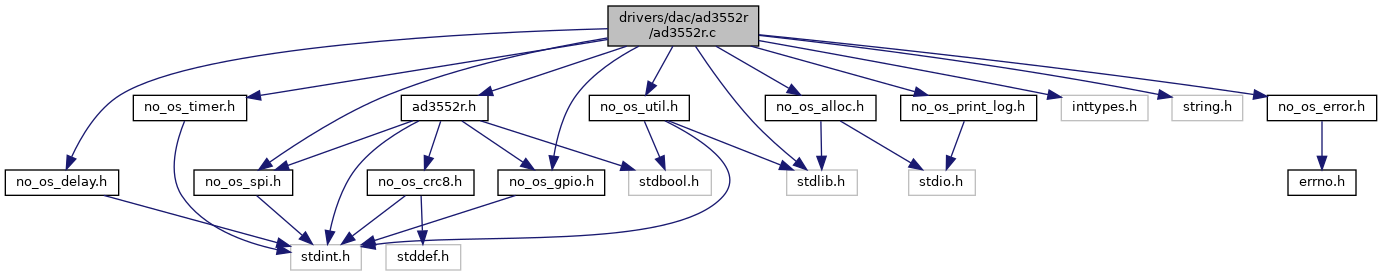 drivers/dac/ad3552r
/ad3552r.c
no_os_timer.h
ad3552r.h
no_os_util.h
no_os_alloc.h
no_os_print_log.h
inttypes.h
string.h
no_os_error.h
no_os_delay.h
no_os_spi.h
no_os_crc8.h
no_os_gpio.h
stdbool.h
stdlib.h
stdio.h
errno.h
stdint.h
stddef.h